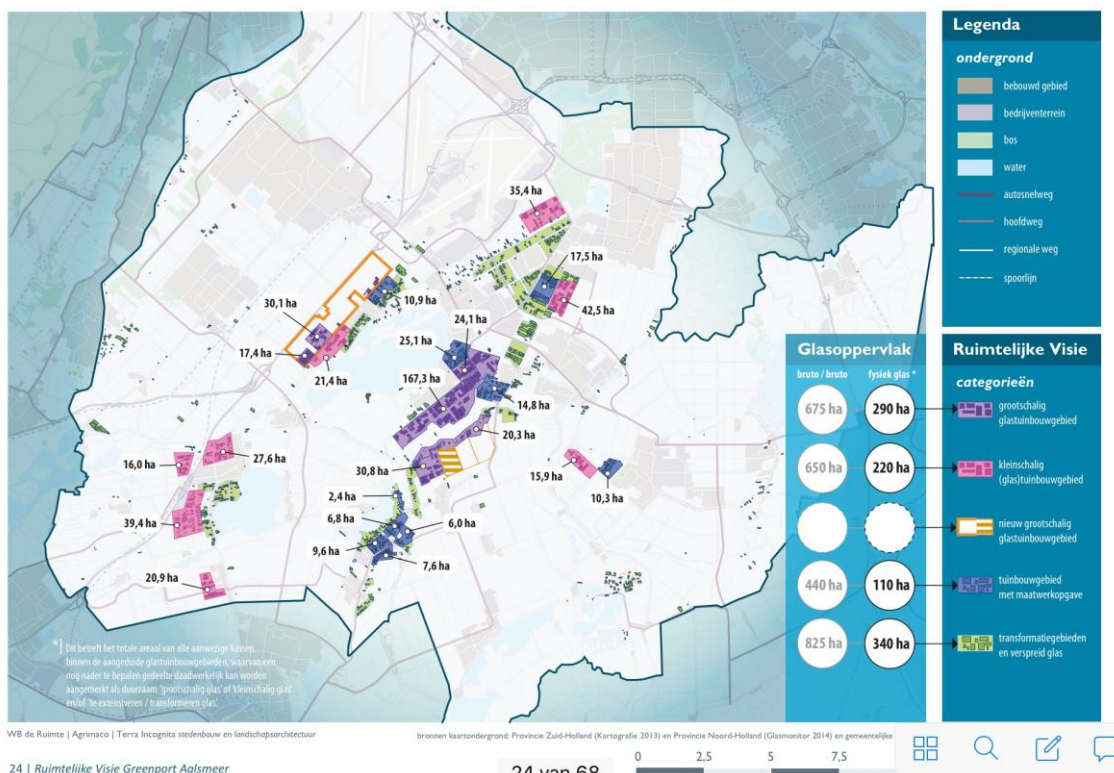 Legenda
ondergrond
bebouwd gebied
bedrijventerrein
bos
water
autosnelweg
hoofdweg
regionale weg
spoorlijn
35,4 ha
17,5 ha
10,9 ha
30,1 ha
42,5 ha
24,1 ha
25,1 ha
17,4 ha
21,4 ha
167,3 ha
14,8 ha
20,3 ha
16,0 ha
27,6 ha
30,8 ha
15,9 ha
10,3 ha
2,4 ha
6,8 ha
6,0 ha
39,4 ha
9,6 ha
7,6 ha
20,9 ha
Glasoppervlak
bruto / bruto
fysiek glas *
675 ha
290 ha
650 ha
220 ha
440 ha
110 ha
825 ha
340 ha
Ruimtelijke Visie
categorieën
grootschalig
glastuinbouwgebied
kleinschalig
(glas)tuinbouwgebied
nieuw grootschalig
glastuinbouwgebied
tuinbouwgebied
met maatwerkopgave
transformatiegebieden
en verspreid glas
*] Dit betreft het totale areaal van alle aanwezige kassen
binnen de aangeduide glastuinbouwgebieden, waarvan een
nog nader te bepalen gedeelte daadwerkelijk kan worden
aangemerkt als duurzaam 'grootschalig glas' of 'kleinschalig glas'
en/of 'te extensiveren / transformeren glas'.
WB de Ruimte | Agrimaco | Terra Incognita stedenbouw en landschapsarchitectuur
bronnen kaartondergrond: Provincie Zuid-Holland (Kartografie 2013) en Provincie Noord-Holland (Glasmonitor 2014) en gemeentelijke
24 | Ruimtelijke Visie Greenport Aalsmeer
24 van 68
0 2,5 5 7,5